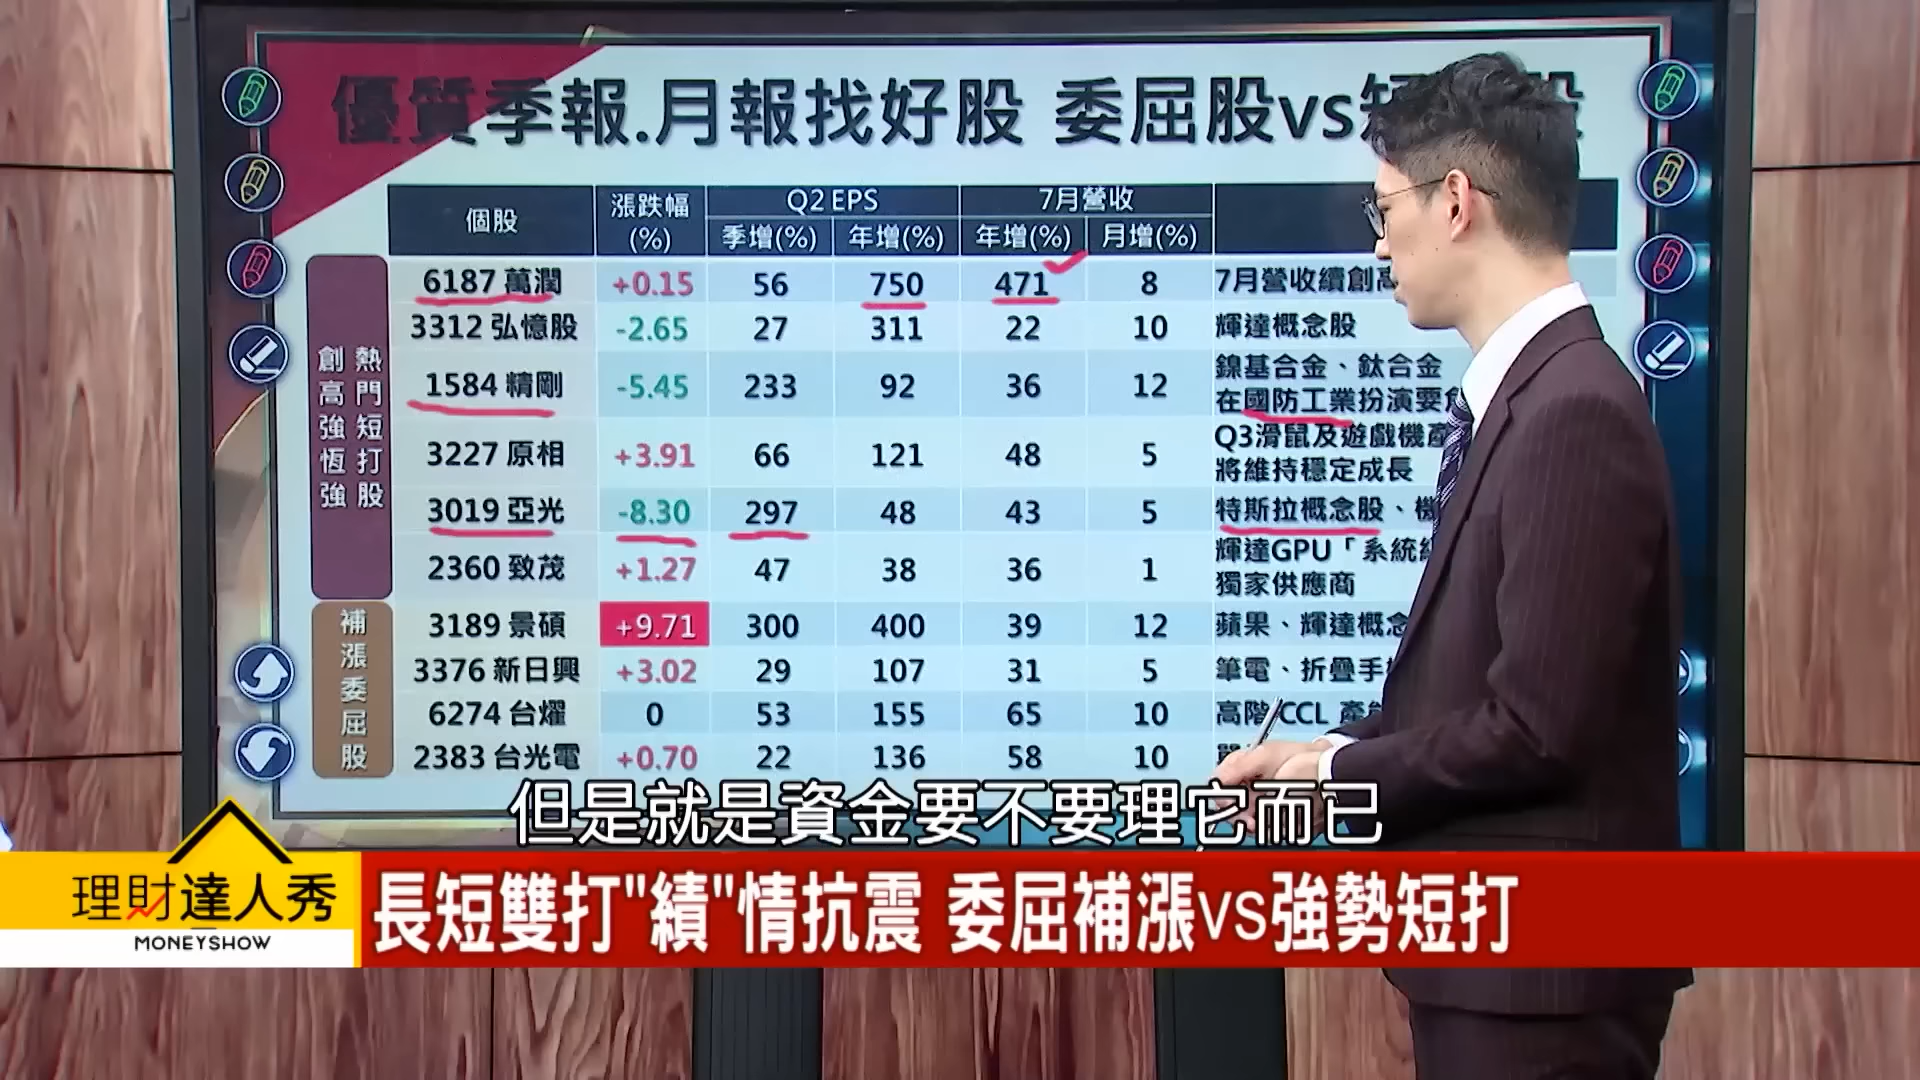 優質季報.月報找好股 委屈股vs短
個股
漲跌幅
(%)
Q2 EPS
季增(%) 年增(%)
7月營收
年增(%) 月增(%)
熱門短打股
創高強恆強
6187 萬潤 +0.15 56 750 471 8 7月營收續創高
3312 弘憶股 -2.65 27 311 22 10 輝達概念股
1584 精剛 -5.45 233 92 36 12 鎳基合金、鈦合金
在國防工業扮演要
3227 原相 +3.91 66 121 48 5 Q3滑鼠及遊戲機產
將維持穩定成長
3019 亞光 -8.30 297 48 43 5 特斯拉概念股、機
2360 致茂 +1.27 47 38 36 1 輝達GPU「系統
獨家供應商
補漲委屈股
3189 景碩 +9.71 300 400 39 12 蘋果、輝達概念
3376 新日興 +3.02 29 107 31 5 筆電、折疊手
6274 台燿 0 53 155 65 10 高階 CCL 產
2383 台光電 +0.70 22 136 58 10
但是就是資金要不要理它而已
理財達人秀
MONEYSHOW
長短雙打"績"情抗震 委屈補漲vs強勢短打